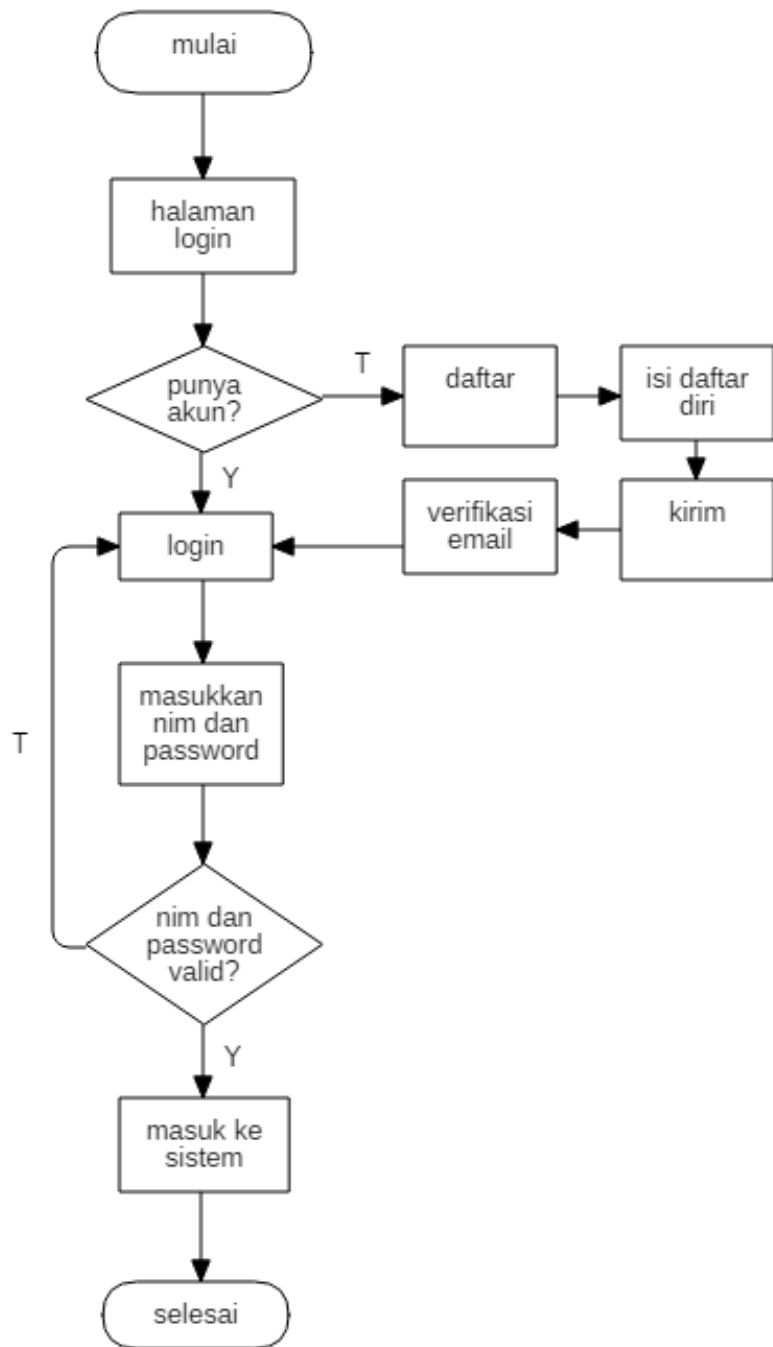 mulai
halaman
login
punya
akun?
T
daftar
isi daftar
diri
Y
login
verifikasi
email
kirim
masukkan
nim dan
password
T
nim dan
password
valid?
Y
masuk ke
sistem
selesai